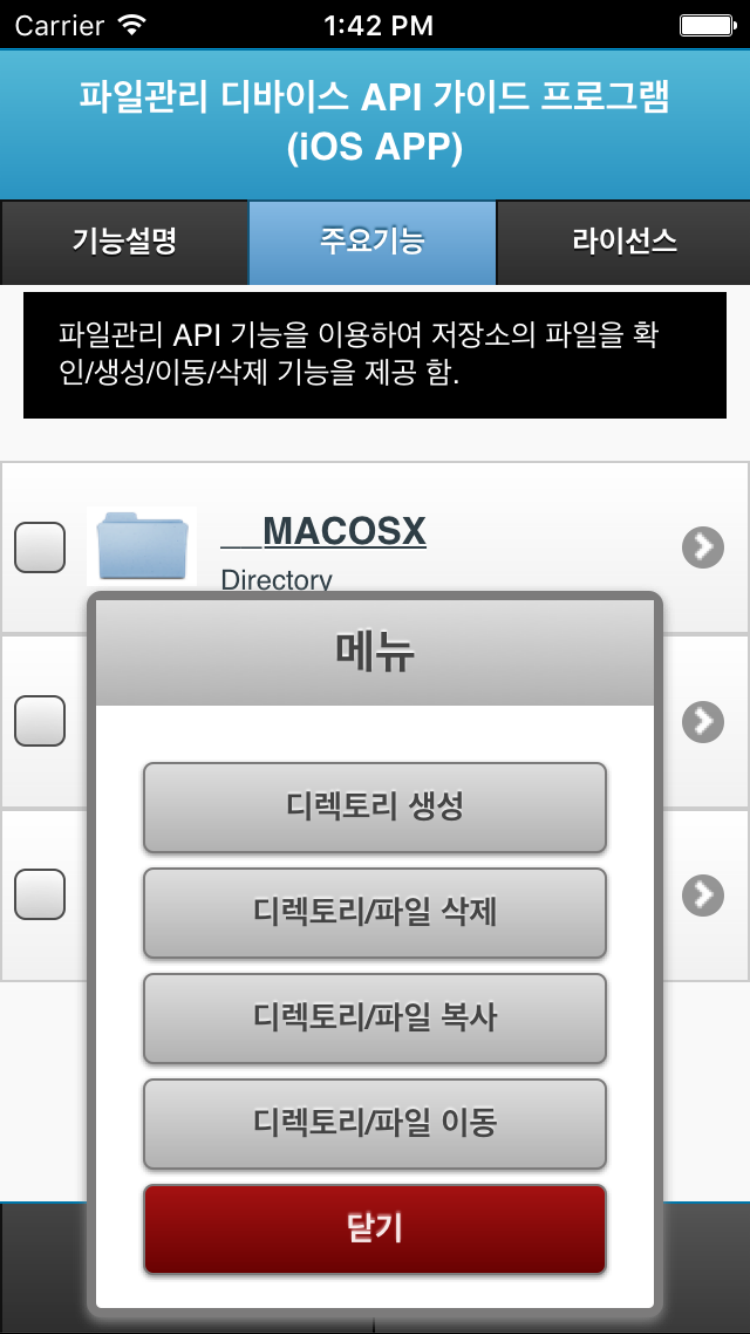 Carrier 1:42 PM
파일관리 디바이스 API 가이드 프로그램
(iOS APP)
기능설명 주요기능 라이선스
파일관리 API 기능을 이용하여 저장소의 파일을 확
인/생성/이동/삭제 기능을 제공 함.
__MACOSX
Directory
메뉴
디렉토리 생성
디렉토리/파일 삭제
디렉토리/파일 복사
디렉토리/파일 이동
닫기